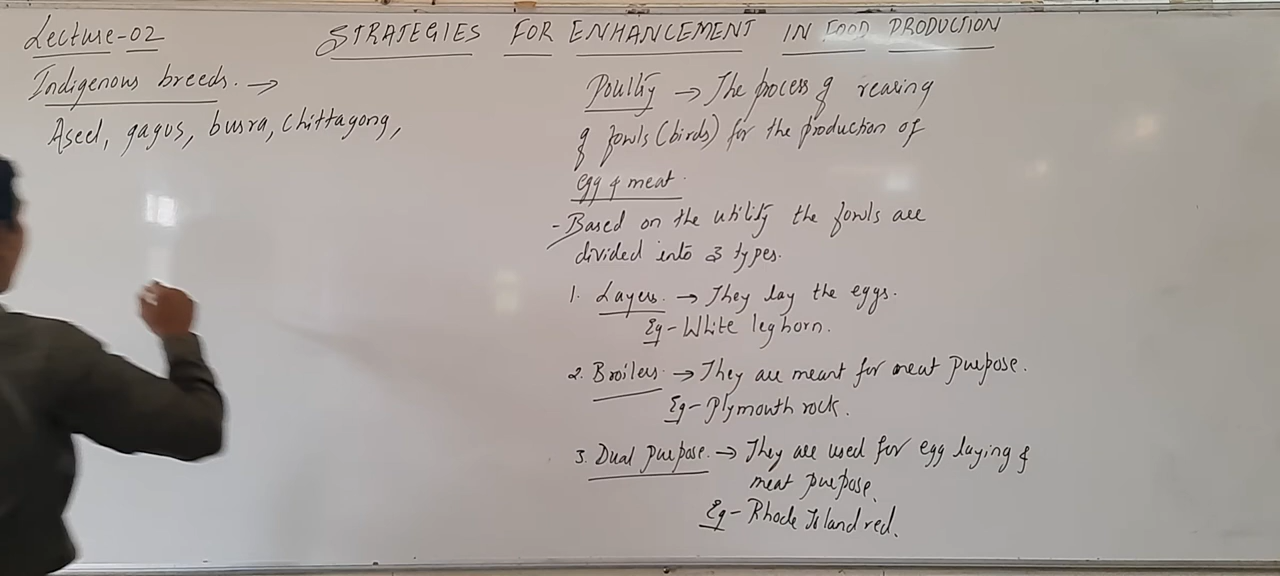 Lecture-02
STRATEGIES FOR ENHANCEMENT IN FOOD PRODUCTION
Indigenous breeds. →
Aseel, gagus, busra, Chittagong,
Poultry → The process of rearing
of fowls (birds) for the production of
egg & meat.
- Based on the utility the fowls are
divided into 3 types.
1. Layers. → They lay the eggs.
Eg - White leghorn.
2. Broilers. → They are meant for meat purpose.
Eg - Plymouth rock.
3. Dual purpose. → They are used for egg laying &
meat purpose.
Eg - Rhode Island red.